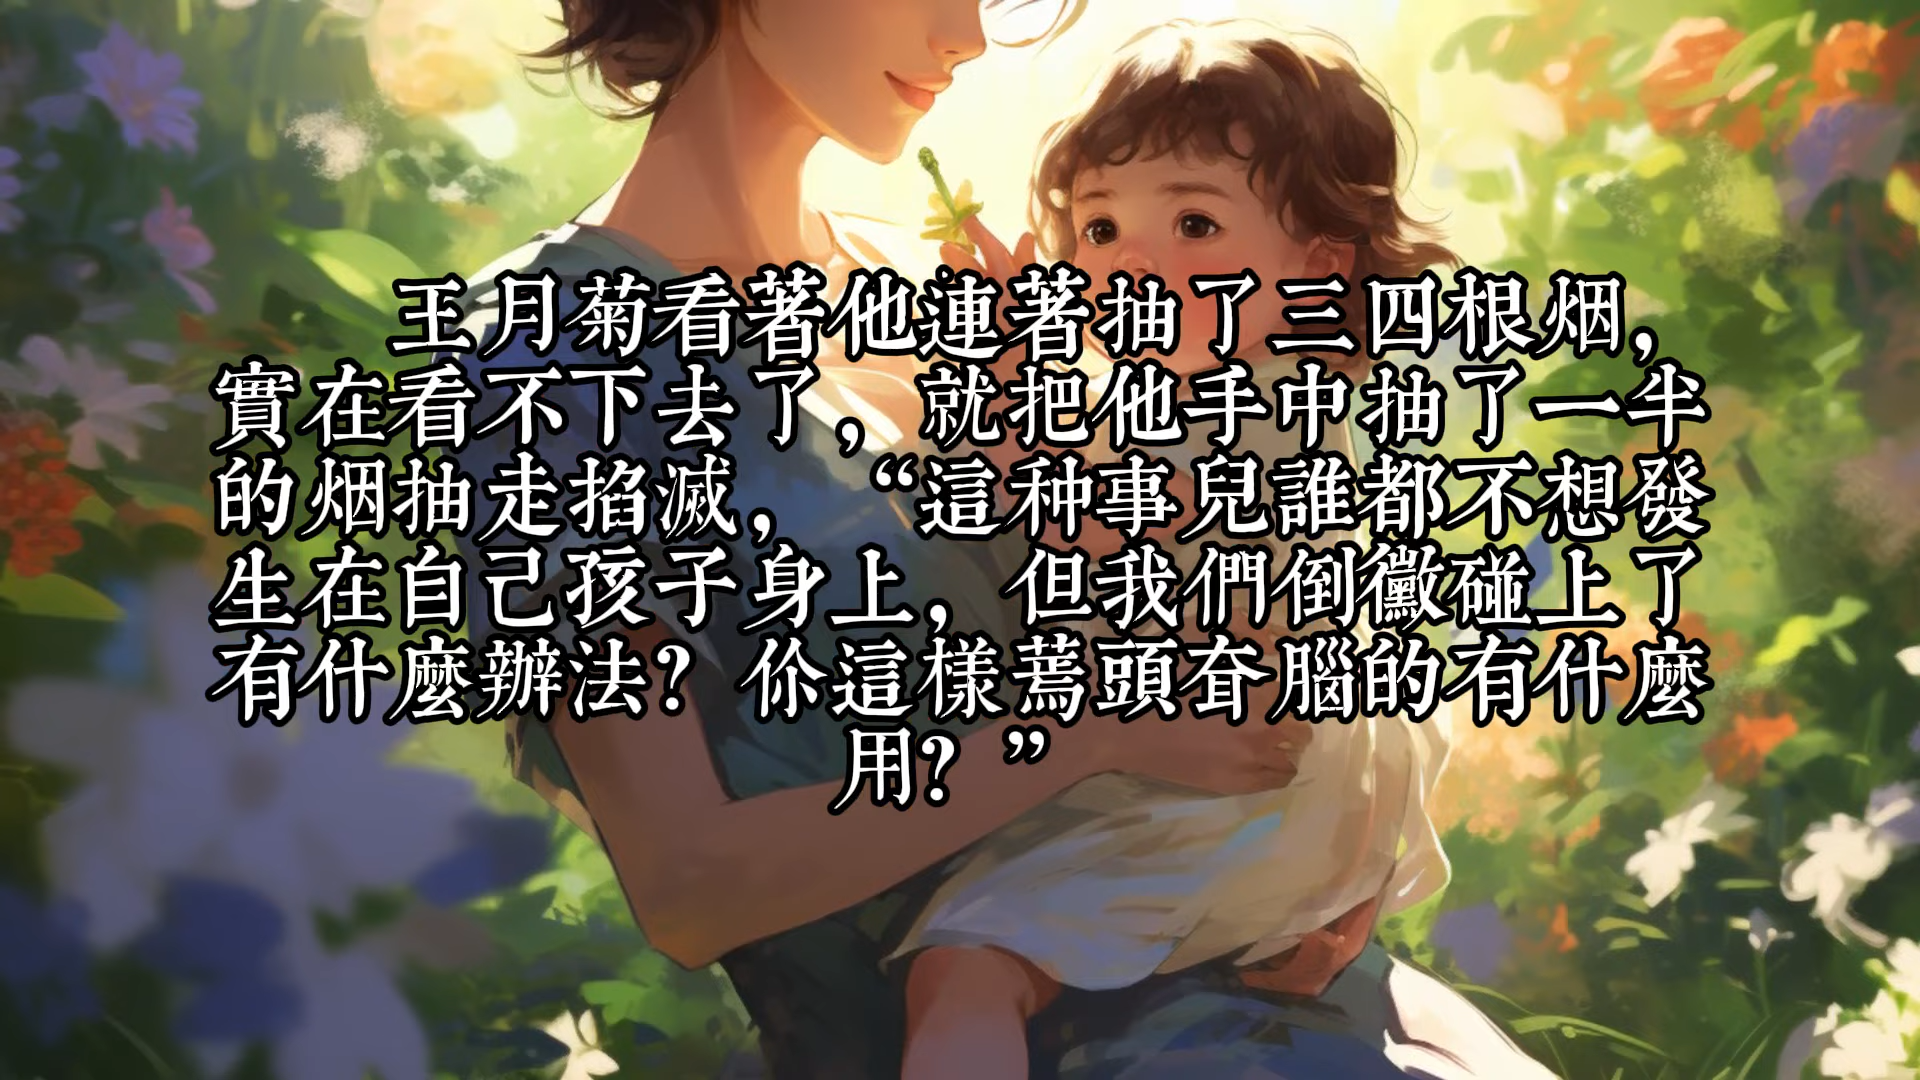 王月菊看著他連著抽了三四根烟，
實在看不下去了，就把他手中抽了一半
的烟抽走掐滅，“這种事兒誰都不想發
生在自己孩子身上，但我們倒黴碰上了
有什麼辦法？你這樣蔫頭耷腦的有什麼
用？”